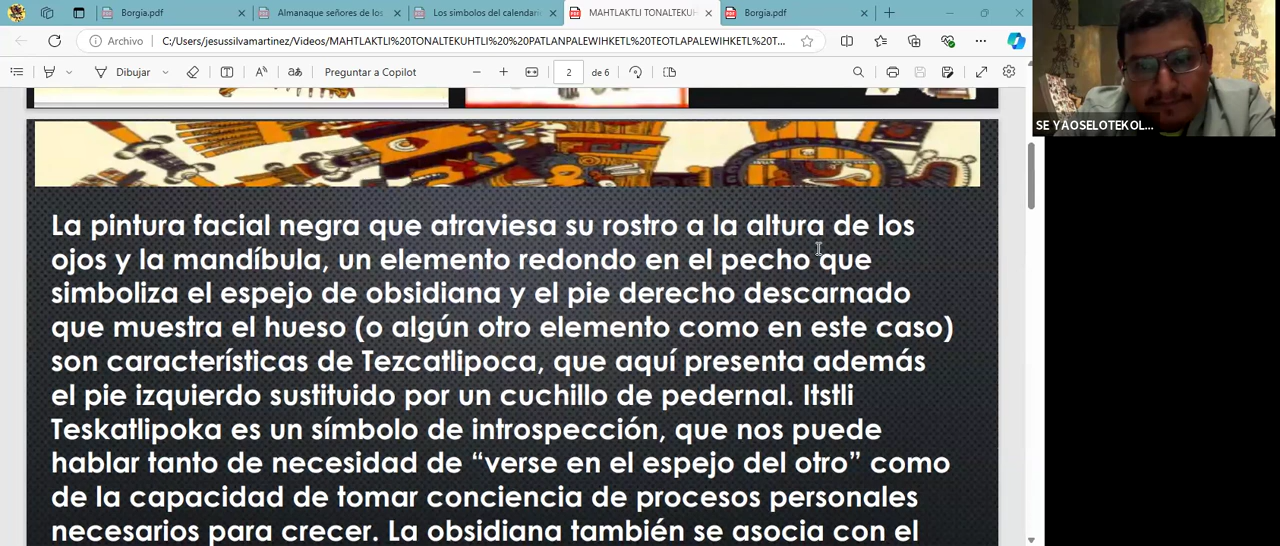 Borgia.pdf
Almanaque señores de los
Los simbolos del calendari
MAHTLAKTLI TONALTEKUH
Borgia.pdf
Archivo
C:/Users/jesussilvamartinez/Videos/MAHTLAKTLI%20TONALTEKUHTLI%20%20PATLANPALEWIHKETL%20TEOTLAPALEWIHKETL%20T...
Dibujar
Preguntar a Copilot
2
de 6
SE YAOSELOTEKOL...
La pintura facial negra que atraviesa su rostro a la altura de los
ojos y la mandíbula, un elemento redondo en el pecho que
simboliza el espejo de obsidiana y el pie derecho descarnado
que muestra el hueso (o algún otro elemento como en este caso)
son características de Tezcatlipoca, que aquí presenta además
el pie izquierdo sustituido por un cuchillo de pedernal. Itstli
Teskatlipoka es un símbolo de introspección, que nos puede
hablar tanto de necesidad de “verse en el espejo del otro” como
de la capacidad de tomar conciencia de procesos personales
necesarios para crecer. La obsidiana también se asocia con el